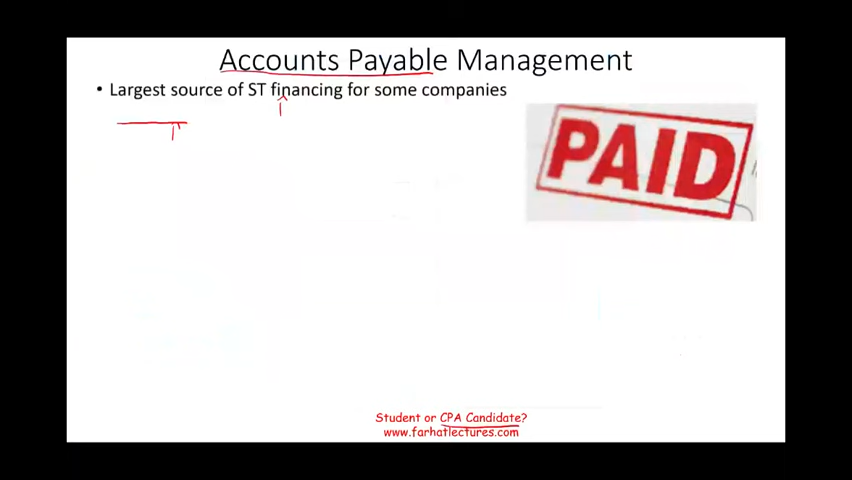 Accounts Payable Management
• Largest source of ST financing for some companies
PAID
Student or CPA Candidate?
www.farhatlectures.com